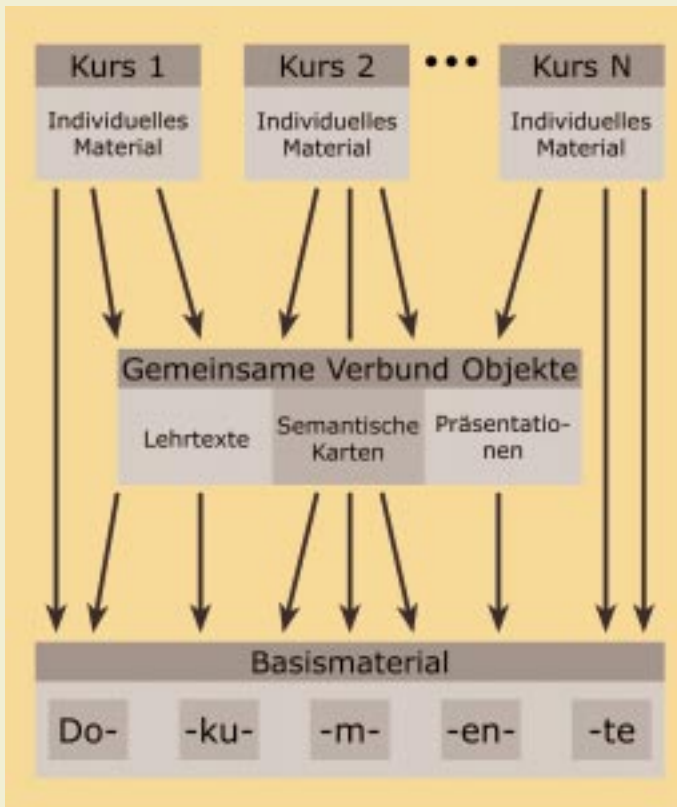 Kurs 1
Kurs 2
•••
Kurs N
Individuelles
Material
Individuelles
Material
Individuelles
Material
Gemeinsame Verbund Objekte
Lehrtexte
Semantische
Karten
Präsentatio-
nen
Basismaterial
Do-
-ku-
-m-
-en-
-te